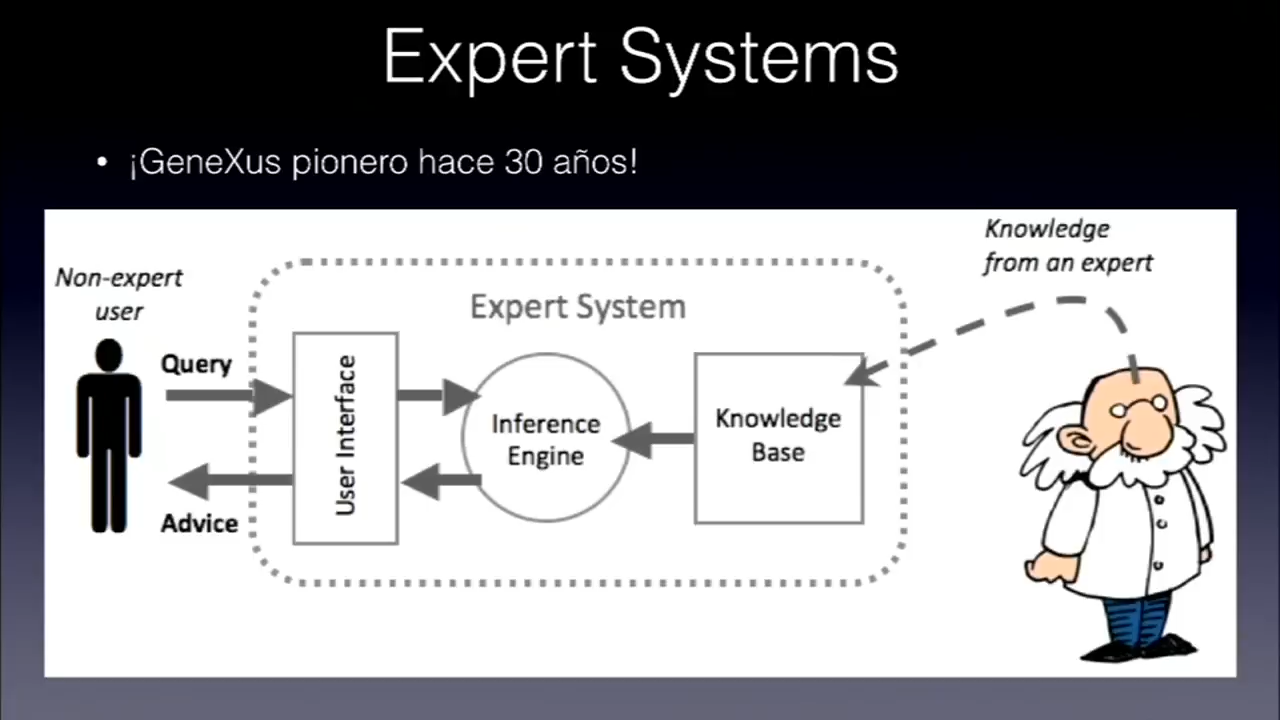 Expert Systems
• ¡GeneXus pionero hace 30 años!
Knowledge
from an expert
Non-expert
user
Expert System
Query
User Interface
Inference
Engine
Knowledge
Base
Advice